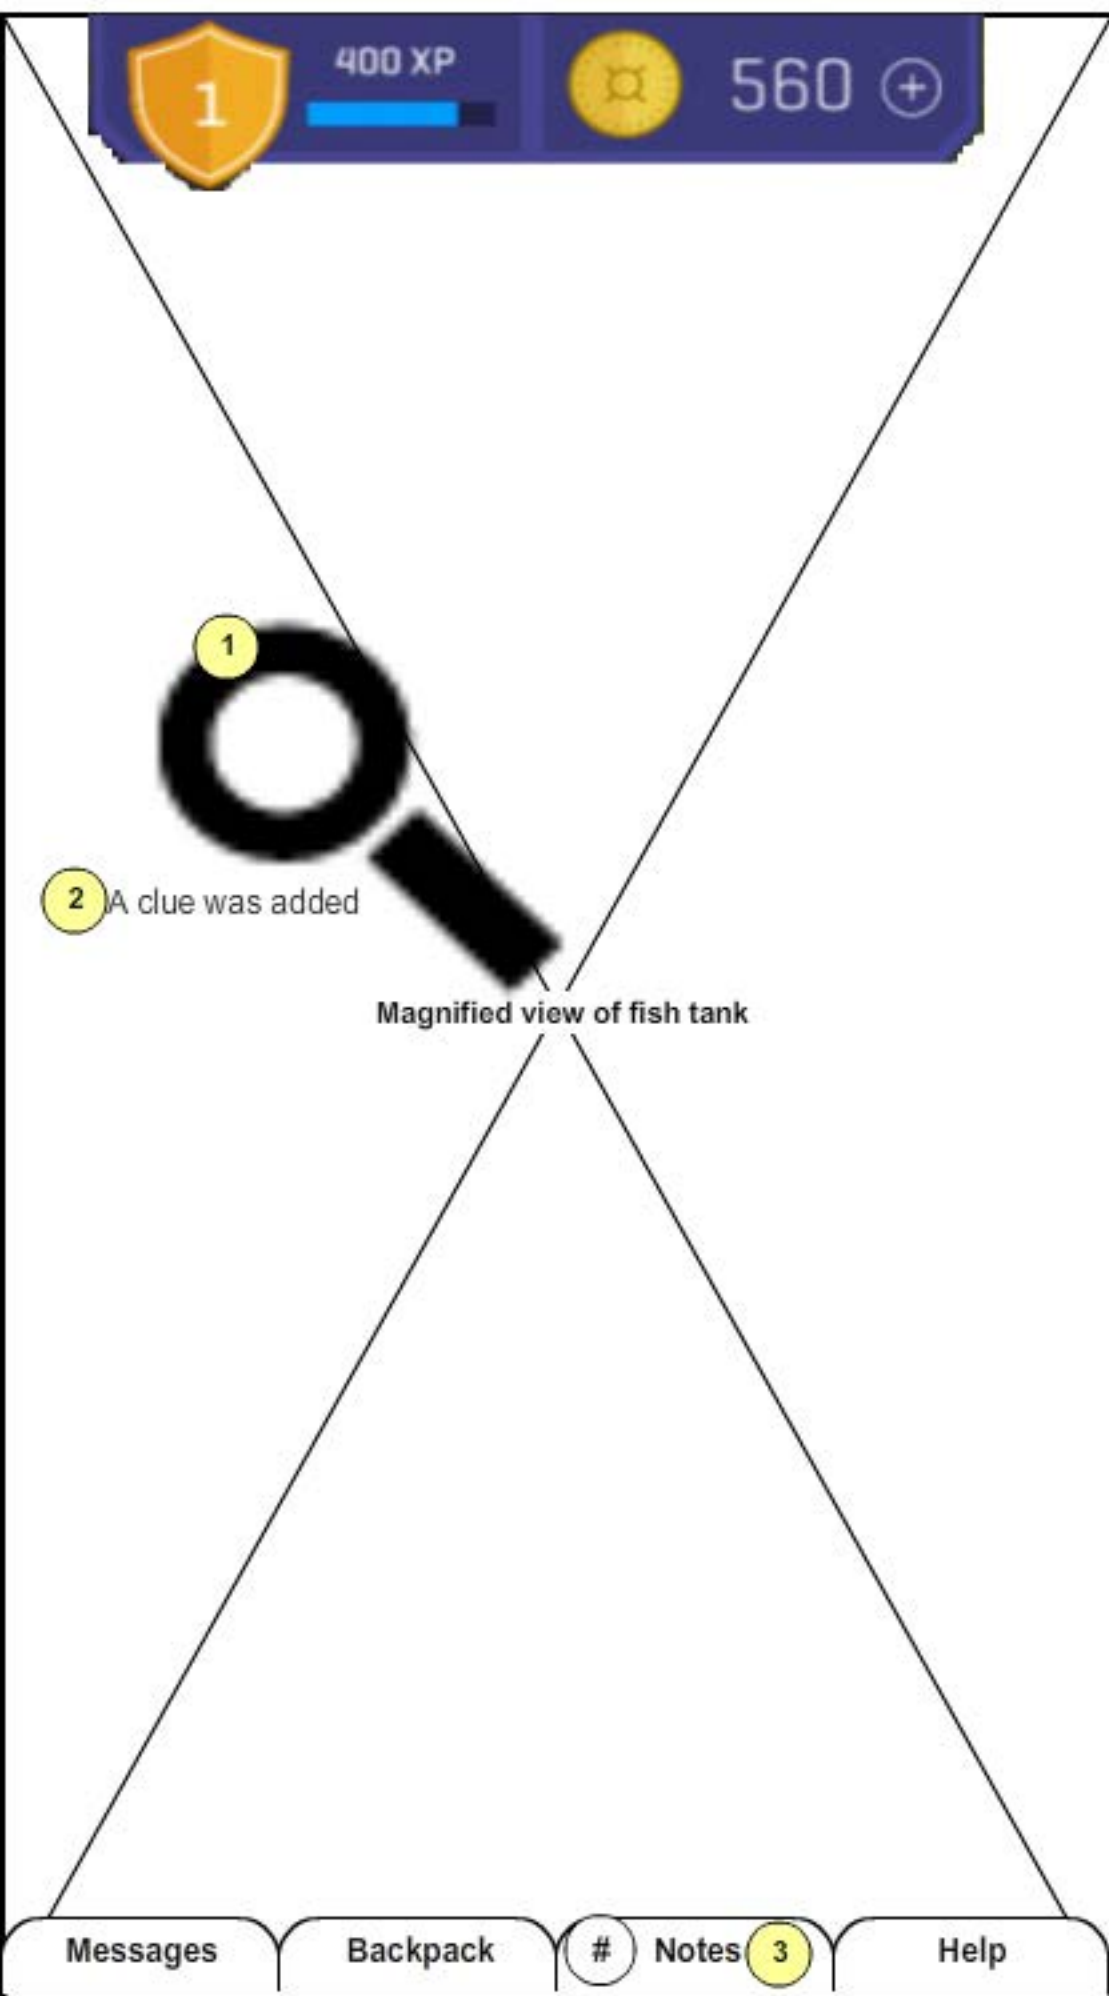 1
400 XP
560 +
1
2 A clue was added
Magnified view of fish tank
Messages Backpack # Notes 3 Help